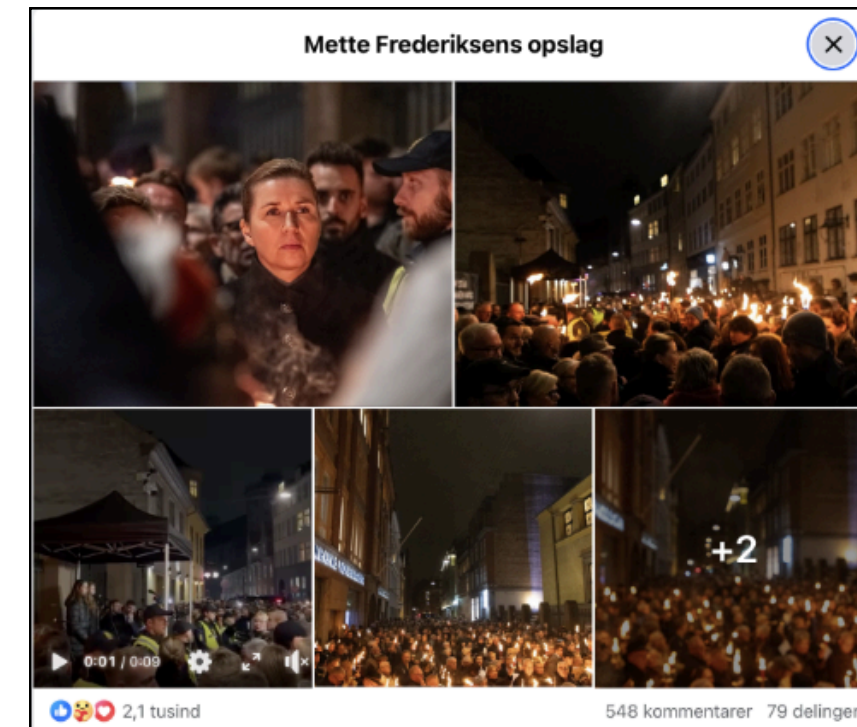 Mette Frederiksens opslag
0:01 / 0:09
+2
2,1 tusind
548 kommentarer 79 delinger